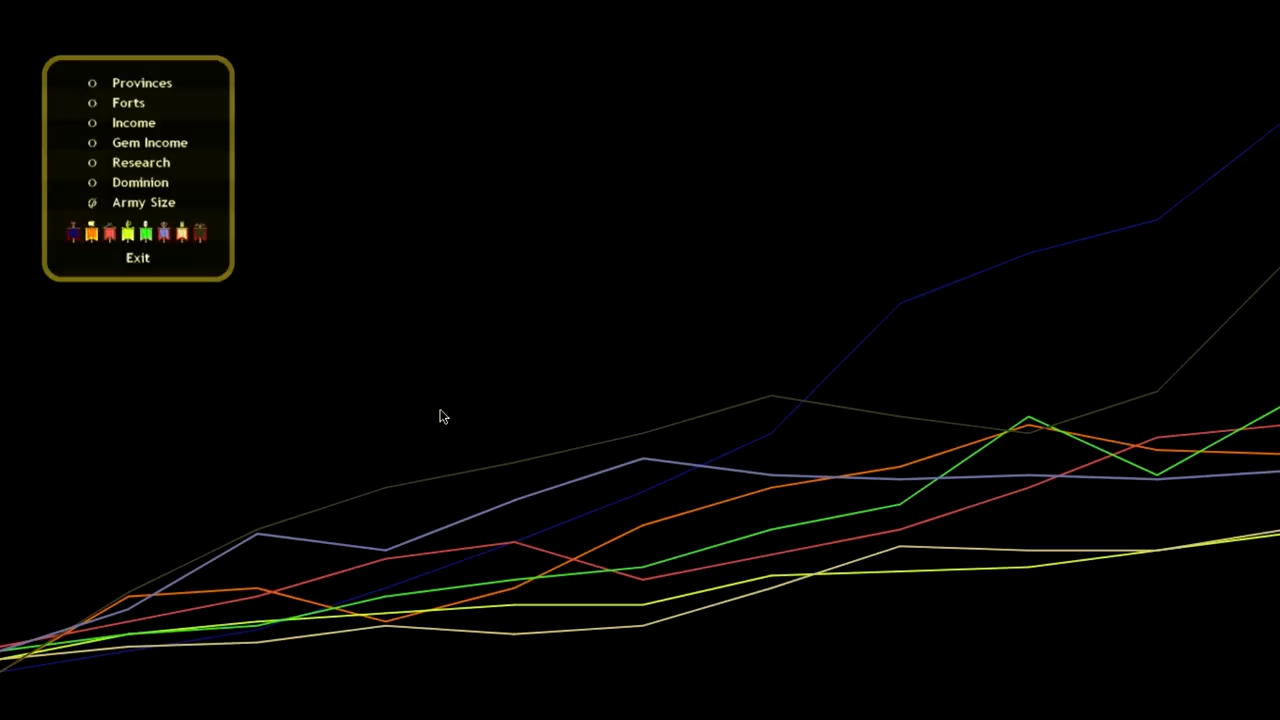 Provinces
Forts
Income
Gem Income
Research
Dominion
Army Size
Exit